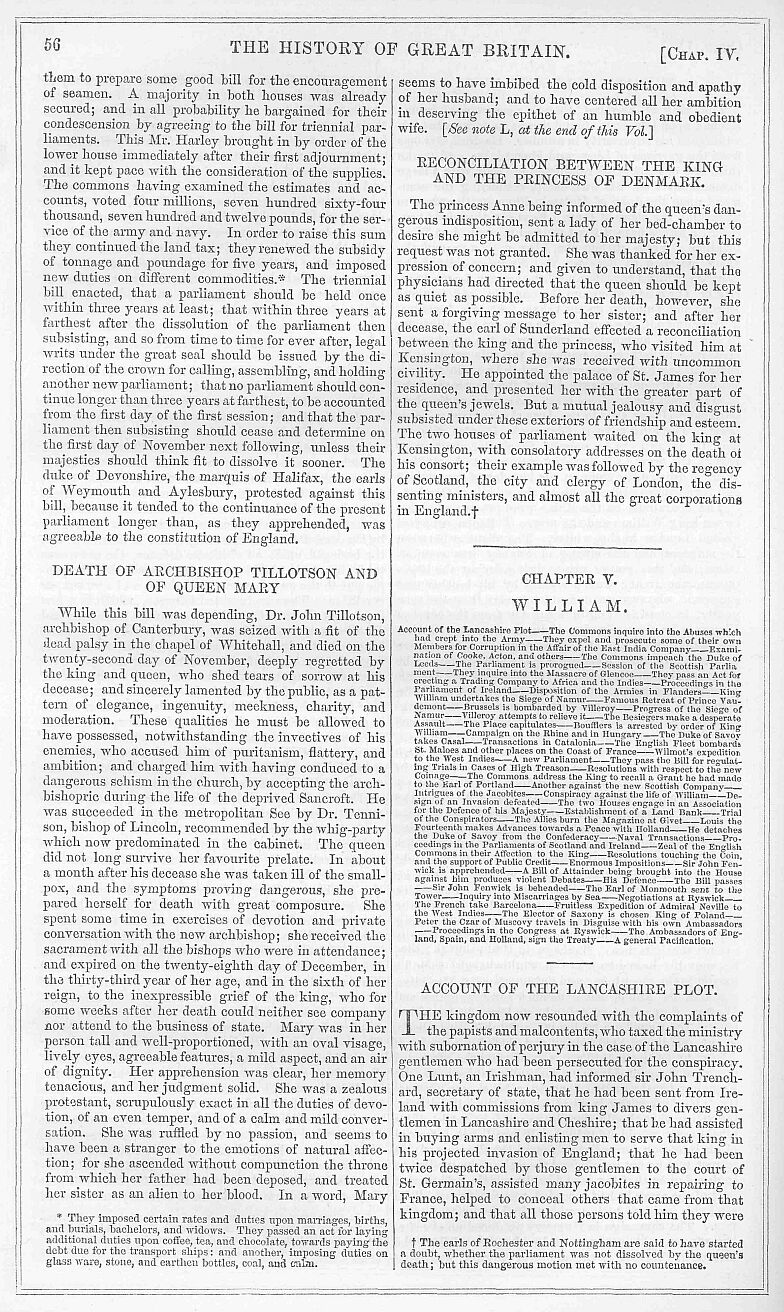 56
THE HISTORY OF GREAT BRITAIN.
[CHAP. IV.
them to prepare some good bill for the encouragement
of seamen. A majority in both houses was already
secured; and in all probability he bargained for their
condescension by agreeing to the bill for triennial par-
liaments. This Mr. Harley brought in by order of the
lower house immediately after their first adjournment;
and it kept pace with the consideration of the supplies.
The commons having examined the estimates and ac-
counts, voted four millions, seven hundred sixty-four
thousand, seven hundred and twelve pounds, for the ser-
vice of the army and navy. In order to raise this sum
they continued the land tax; they renewed the subsidy
of tonnage and poundage for five years, and imposed
new duties on different commodities.* The triennial
bill enacted, that a parliament should be held once
within three years at least; that within three years at
farthest after the dissolution of the parliament then
subsisting, and so from time to time for ever after, legal
writs under the great seal should be issued by the di-
rection of the crown for calling, assembling, and holding
another new parliament; that no parliament should con-
tinue longer than three years at farthest, to be accounted
from the first day of the first session; and that the par-
liament then subsisting should cease and determine on
the first day of November next following, unless their
majesties should think fit to dissolve it sooner. The
duke of Devonshire, the marquis of Halifax, the earls
of Weymouth and Aylesbury, protested against this
bill, because it tended to the continuance of the present
parliament longer than, as they apprehended, was
agreeable to the constitution of England.
DEATH OF ARCHBISHOP TILLOTSON AND
OF QUEEN MARY
While this bill was depending, Dr. John Tillotson,
archbishop of Canterbury, was seized with a fit of the
dead palsy in the chapel of Whitehall, and died on the
twenty-second day of November, deeply regretted by
the king and queen, who shed tears of sorrow at his
decease; and sincerely lamented by the public, as a pat-
tern of elegance, ingenuity, meekness, charity, and
moderation. These qualities he must be allowed to
have possessed, notwithstanding the invectives of his
enemies, who accused him of puritanism, flattery, and
ambition; and charged him with having conducted to a
dangerous schism in the church, by accepting the arch-
bishopric during the life of the deprived Sancroft. He
was succeeded in the metropolitan See by Dr. Tenni-
son, bishop of Lincoln, recommended by the whig-party
which now predominated in the cabinet. The queen
did not long survive her favourite prelate. In about
a month after his decease she was taken ill of the small-
pox, and the symptoms proving dangerous, she pre-
pared herself for death with great composure. She
spent some time in exercises of devotion and private
conversation with the new archbishop; she received the
sacrament with all the bishops who were in attendance;
and expired on the twenty-eighth day of December, in
the thirty-third year of her age, and in the sixth of her
reign, to the inexpressible grief of the king, who for
some weeks after her death could neither see company
nor attend to the business of state. Mary was in her
person tall and well-proportioned, with an oval visage,
lively eyes, agreeable features, a mild aspect, and an air
of dignity. Her apprehension was clear, her memory
tenacious, and her judgment solid. She was a zealous
protestant, scrupulously exact in all the duties of devo-
tion, of an even temper, and of a calm and mild conver-
sation. She was ruffled by no passion, and seems to
have been a stranger to the emotions of natural affec-
tion; for she ascended without compunction the throne
from which her father had been deposed, and treated
her sister as an alien to her blood. In a word, Mary
* They imposed certain rates and duties upon marriages, births,
and burials, bachelors, and widows. They passed an act for laying
additional duties upon coffee, tea, and chocolate, towards paying the
debt due for the transport ships: and another, imposing duties on
glass ware, stone, and earthen bottles, coal, and calm.
seems to have imbibed the cold disposition and apathy
of her husband; and to have centered all her ambition
in deserving the epithet of an humble and obedient
wife. [See note L, at the end of this Vol.]
RECONCILIATION BETWEEN THE KING
AND THE PRINCESS OF DENMARK.
The princess Anne being informed of the queen's dan-
gerous indisposition, sent a lady of her bed-chamber to
desire she might be admitted to her majesty; but this
request was not granted. She was thanked for her ex-
pression of concern; and given to understand, that the
physicians had directed that the queen should be kept
as quiet as possible. Before her death, however, she
sent a forgiving message to her sister; and after her
decease, the earl of Sunderland effected a reconciliation
between the king and the princess, who visited him at
Kensington, where she was received with uncommon
civility. He appointed the palace of St. James for her
residence, and presented her with the greater part of
the queen's jewels. But a mutual jealousy and disgust
subsisted under these exteriors of friendship and esteem.
The two houses of parliament waited on the king at
Kensington, with consolatory addresses on the death of
his consort; their example was followed by the regency
of Scotland, the city and clergy of London, the dis-
senting ministers, and almost all the great corporations
in England.†
CHAPTER V.
WILLIAM.
Account of the Lancashire Plot——The Commons inquire into the Abuses which
had crept into the Army——They expel and prosecute some of their own
Members for Corruption in the Affair of the East India Company——Exami-
nation of Cooke, Acton, and others——The Commons impeach the Duke of
Leeds——The Parliament is prorogued——Session of the Scottish Parlia
ment——They inquire into the Massacre of Glencoe——They pass an Act for
erecting a Trading Company to Africa and the Indies——Proceedings in the
Parliament of Ireland——Disposition of the Armies in Flanders——King
William undertakes the Siege of Namur——Famous Retreat of Prince Vau-
demont——Brussels is bombarded by Villeroy——Progress of the Siege of
Namur——Villeroy attempts to relieve it——The Besiegers make a desperate
Assault——The Place capitulates——Boufflers is arrested by order of King
William——Campaign on the Rhine and in Hungary——The Duke of Savoy
takes Casal——Transactions in Catalonia——The English Fleet bombards
St. Maloes and other places on the Coast of France——Wilmot's expedition
to the West Indies——A new Parliament——They pass the Bill for regulat-
ing Trials in Cases of High Treason——Resolutions with respect to the new
Coinage——The Commons address the King to recall a Grant he had made
to the Earl of Portland——Another against the new Scottish Company——
Intrigues of the Jacobites——Conspiracy against the life of William——De-
sign of an Invasion defeated——The two Houses engage in an Association
for the Defence of his Majesty——Establishment of a Land Bank——Trial
of the Conspirators——The Allies burn the Magazine at Givet——Louis the
Fourteenth makes Advances towards a Peace with Holland——He detaches
the Duke of Savoy from the Confederacy——Naval Transactions——Pro-
ceedings in the Parliaments of Scotland and Ireland——Zeal of the English
Commons in their Affection to the King——Resolutions touching the Coin,
and the support of Public Credit——Enormous Impositions——Sir John Fen-
wick is apprehended——A Bill of Attainder being brought into the House
against him produces violent Debates——His Defence——The Bill passes
——Sir John Fenwick is beheaded——The Earl of Monmouth sent to the
Tower——Inquiry into Miscarriages by Sea——Negotiations at Ryswick——
The French take Barcelona——Fruitless Expedition of Admiral Neville to
the West Indies——The Elector of Saxony is chosen King of Poland——
Peter the Czar of Muscovy travels in Disguise with his own Ambassadors
——Proceedings in the Congress at Ryswick——The Ambassadors of Eng-
land, Spain, and Holland, sign the Treaty——A general Pacification.
ACCOUNT OF THE LANCASHIRE PLOT.
THE kingdom now resounded with the complaints of
the papists and malcontents, who taxed the ministry
with subornation of perjury in the case of the Lancashire
gentlemen who had been persecuted for the conspiracy.
One Lunt, an Irishman, had informed sir John Trench-
ard, secretary of state, that he had been sent from Ire-
land with commissions from king James to divers gen-
tlemen in Lancashire and Cheshire; that he had assisted
in buying arms and enlisting men to serve that king in
his projected invasion of England; that he had been
twice despatched by those gentlemen to the court of
St. Germain's, assisted many jacobites in repairing to
France, helped to conceal others that came from that
kingdom; and that all those persons told him they were
† The earls of Rochester and Nottingham are said to have started
a doubt, whether the parliament was not dissolved by the queen's
death; but this dangerous motion met with no countenance.